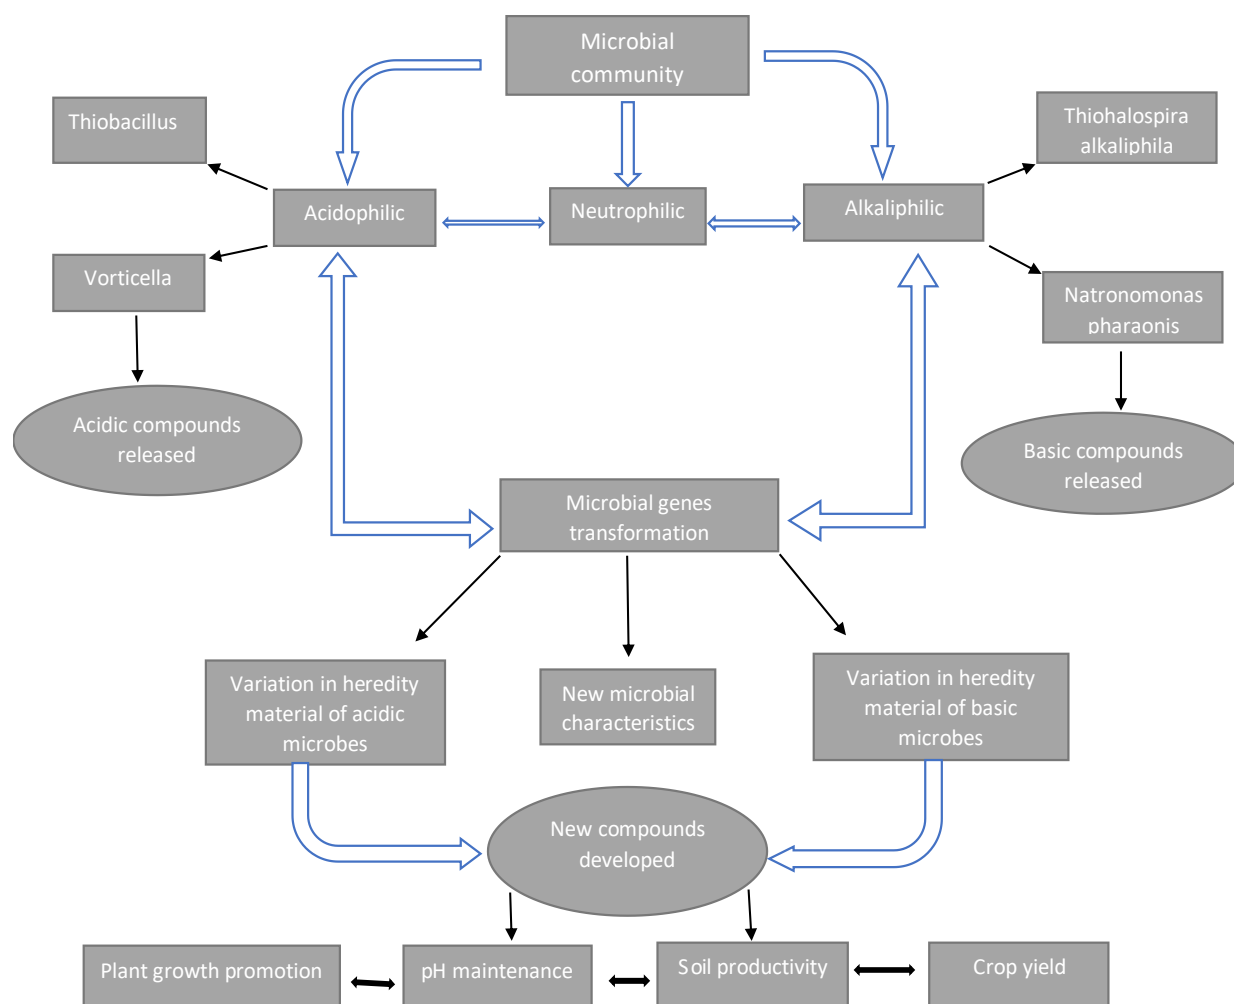 Microbial
community
Thiobacillus
Thiohalospira
alkaliphila
Acidophilic
Neutrophilic
Alkaliphilic
Vorticella
Natronomonas
pharaonis
Acidic compounds
released
Basic compounds
released
Microbial genes
transformation
Variation in heredity
material of acidic
microbes
New microbial
characteristics
Variation in heredity
material of basic
microbes
New compounds
developed
Plant growth promotion
pH maintenance
Soil productivity
Crop yield